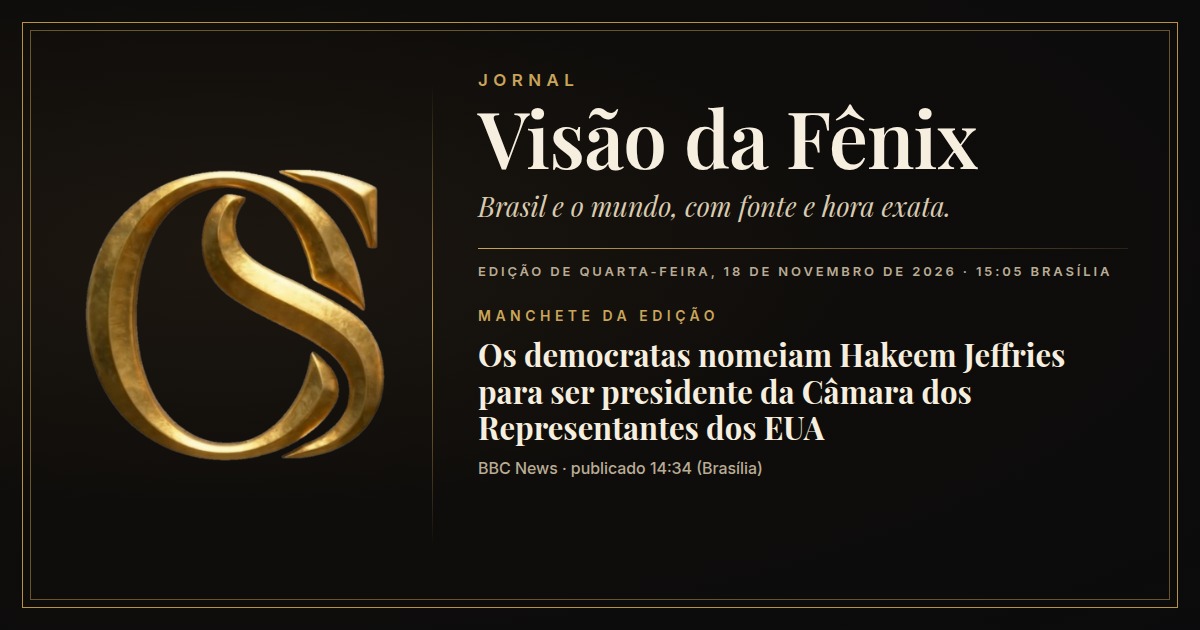 JORNAL
Visão da Fênix
Brasil e o mundo, com fonte e hora exata.
EDIÇÃO DE QUARTA-FEIRA, 18 DE NOVEMBRO DE 2026 · 15:05 BRASÍLIA
MANCHETE DA EDIÇÃO
Os democratas nomeiam Hakeem Jeffries
para ser presidente da Câmara dos
Representantes dos EUA
BBC News · publicado 14:34 (Brasília)